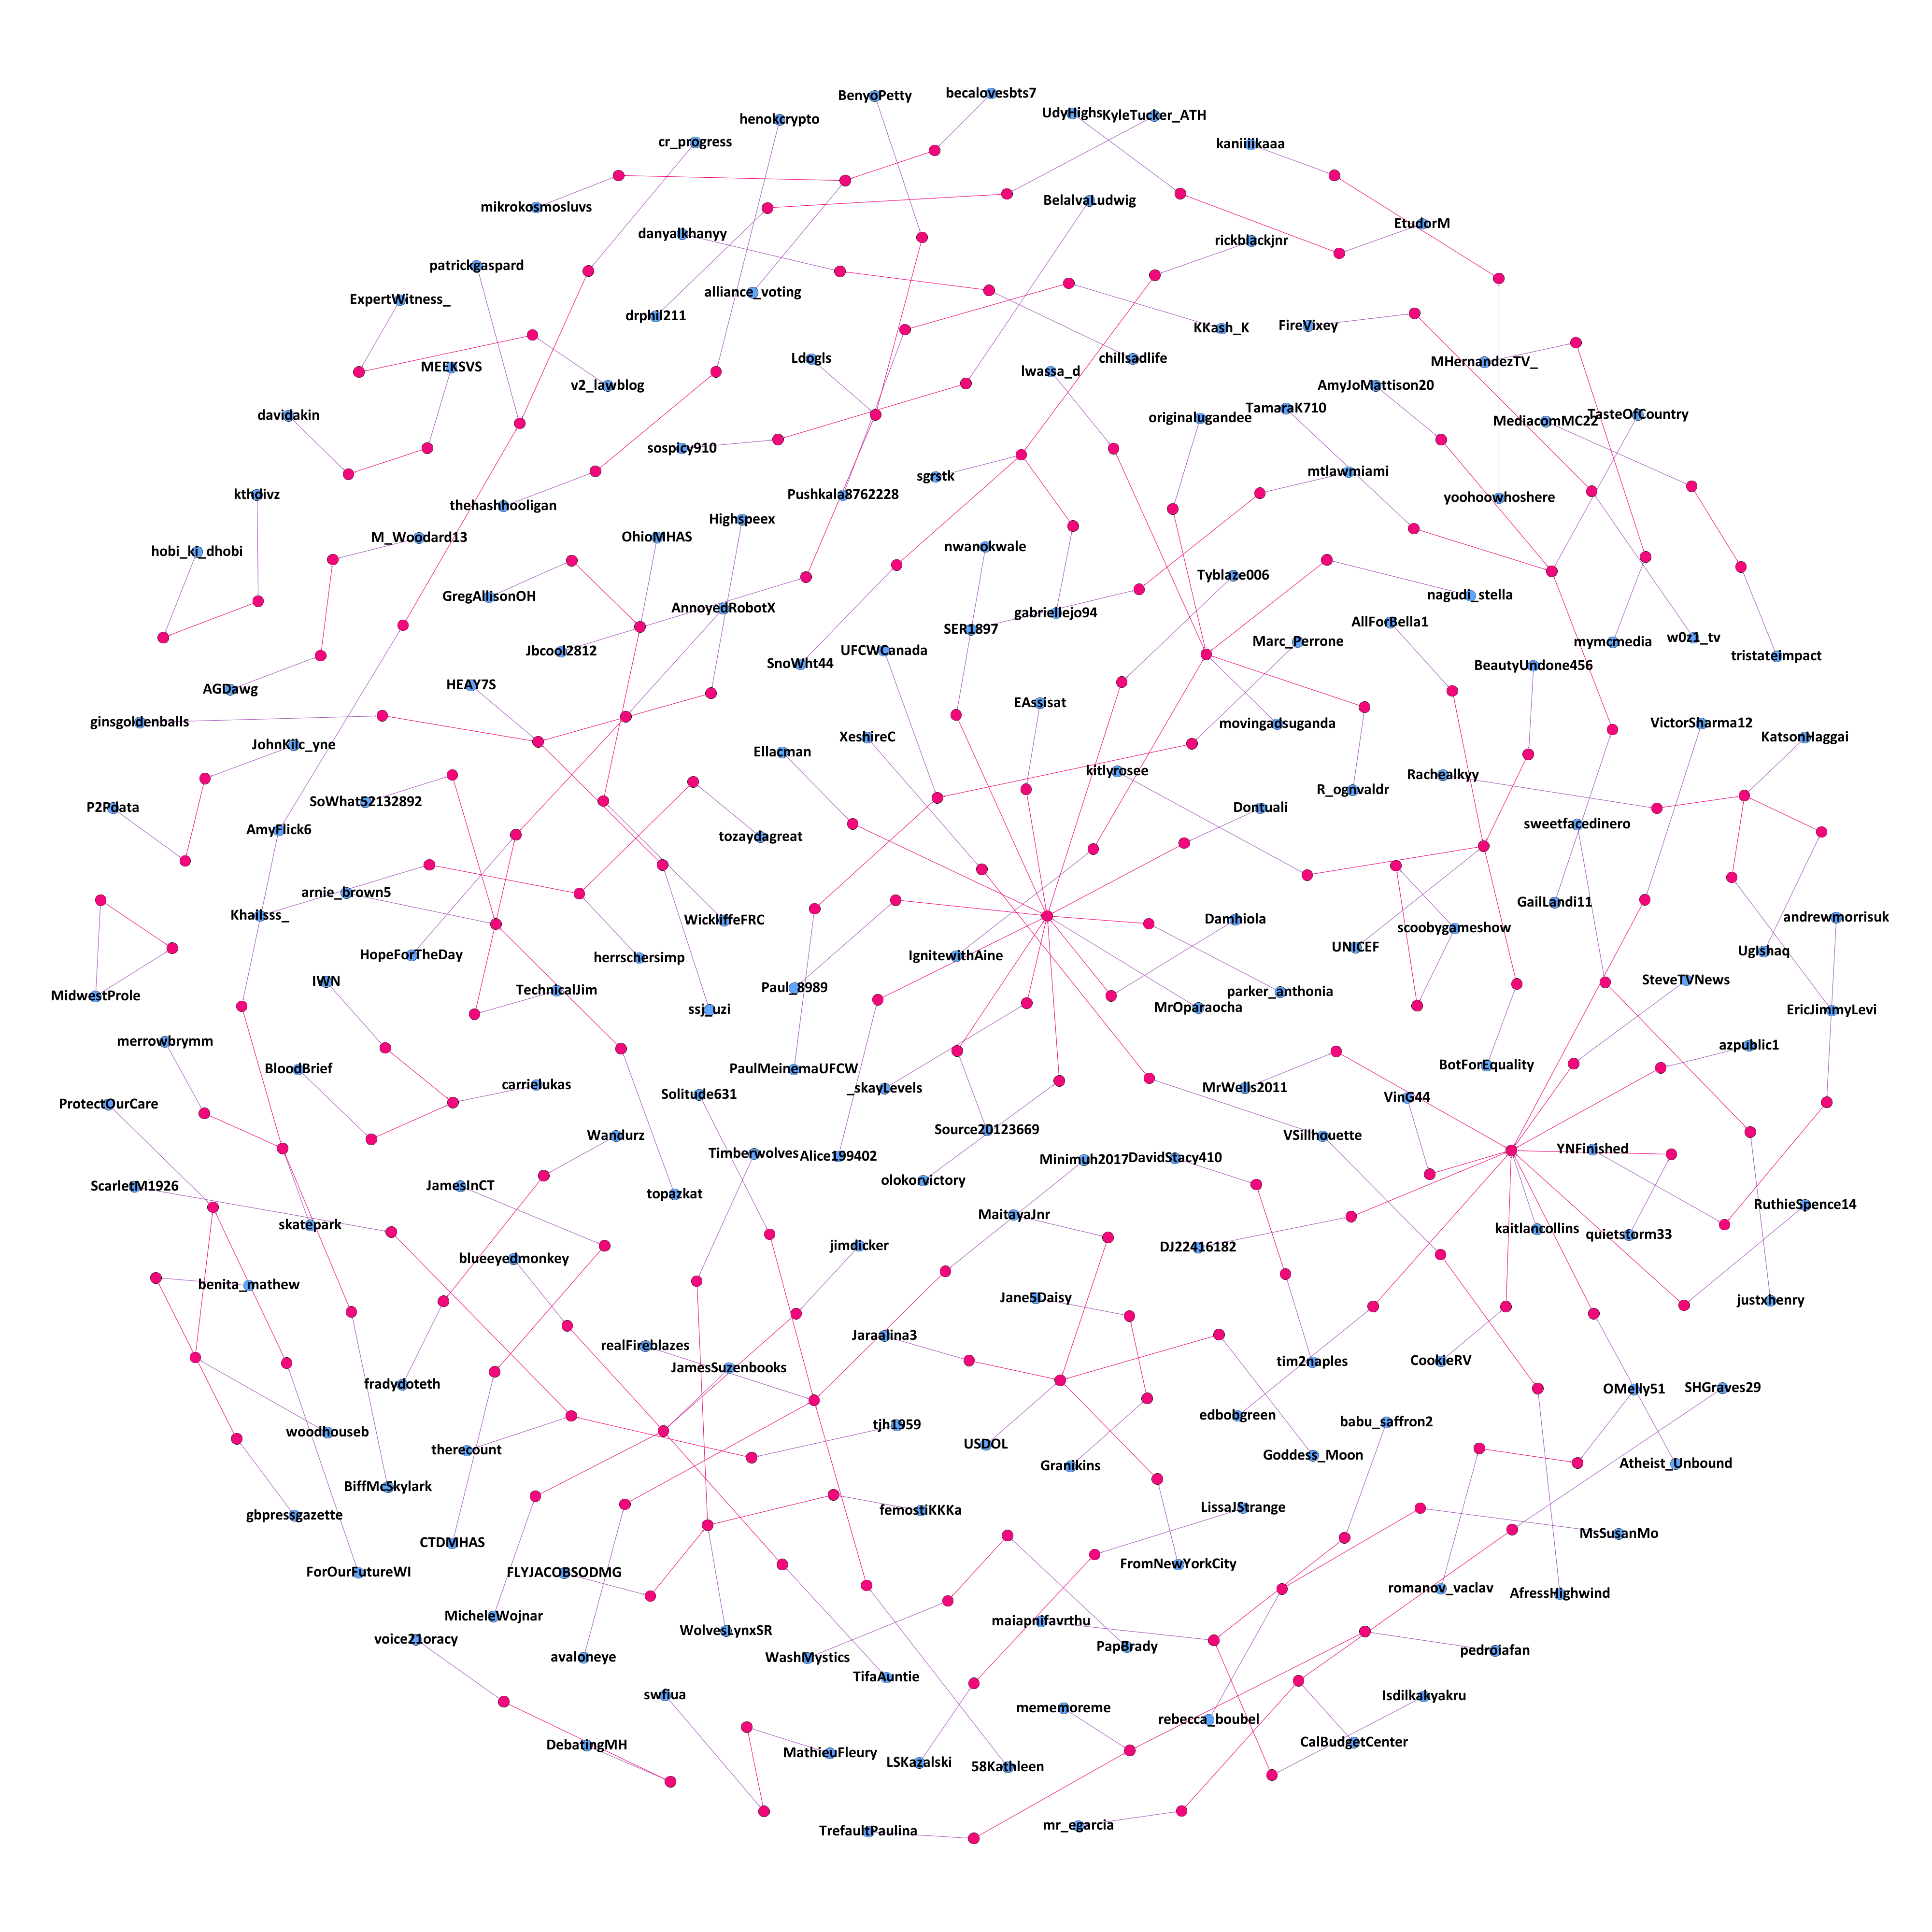 becalovesbts7
BenyoPetty
UdyHighs
KyleTucker_ATH
henokcrypto
cr_progress
kaniiiikaaa
BelalvaLudwig
mikrokosmosluvs
EtudorM
danyalkhanyy
rickblackjnr
patrickgaspard
alliance_voting
ExpertWitness_
drphil211
KKash_K
FireVixey
Ldogls
chillsadlife
MHernandezTV_
MEEKSVS
lwassa_d
v2_lawblog
AmyJoMattison20
TamaraK710
davidakin
originalugandee
TasteOfCountry
MediacomMC22
sospicy910
mtlawmiami
sgrstk
kthdivz
Pushkala8762228
yoohoowhoshere
thehashhooligan
Highspeex
M_Woodard13
OhioMHAS
nwanokwale
hobi_ki_dhobi
Tyblaze006
GregAllisonOH
nagudi_stella
AnnoyedRobotX
gabriellejo94
AllForBella1
SER1897
w0z1_tv
Marc_Perrone
mymcmedia
Jbcool2812
UFCWCanada
tristateimpact
SnoWht44
BeautyUndone456
HEAY7S
AGDawg
EAssisat
ginsgoldenballs
movingadsuganda
VictorSharma12
XeshireC
KatsonHaggai
JohnKilc_yne
Ellacman
kitlyrosee
Rachealkyy
R_ognvaldr
SoWhat52132892
P2Pdata
Dontuali
sweetfacedinero
AmyFlick6
tozaydagreat
arnie_brown5
GailLandi11
Khailsss_
WickliffeFRC
Damhiola
andrewmorrisuk
scoobygameshow
UNICEF
UgIshaq
HopeForTheDay
herrschersimp
IgnitewithAine
IWN
SteveTVNews
Paul_8989
TechnicalJim
parker_anthonia
MidwestProle
MrOparaocha
ssj_uzi
EricJimmyLevi
merrowbrymm
azpublic1
BotForEquality
BloodBrief
PaulMeinemaUFCW
carrielukas
_skayLevels
MrWells2011
Solitude631
VinG44
ProtectOurCare
Source20123669
Wandurz
VSillhouette
YNFinished
Timberwolves
Alice199402
Minimuh2017
DavidStacy410
olokorvictory
ScarletM1926
JamesInCT
topazkat
RuthieSpence14
MaitayaJnr
skatepark
kaitlancollins
quietstorm33
jimdicker
DJ22416182
blueeyedmonkey
benita_mathew
Jane5Daisy
justxhenry
Jaraalina3
realFireblazes
JamesSuzenbooks
tim2naples
CookieRV
fradydoteth
OMelly51
SHGraves29
edbobgreen
babu_saffron2
tjh1959
woodhouseb
USDOL
therecount
Goddess_Moon
Granikins
Atheist_Unbound
BiffMcSkylark
LissaJStrange
femostiKKKa
gbpressgazette
MsSusanMo
CTDMHAS
FromNewYorkCity
ForOurFutureWI
FLYJACOBSODMG
romanov_vaclav
AfressHighwind
MicheleWojnar
maiapnifavrthu
WolvesLynxSR
voice21oracy
PapBrady
pedroiafan
avaloneye
WashMystics
TifaAuntie
swfiua
Isdilkakyakru
mememoreme
rebecca_boubel
CalBudgetCenter
DebatingMH
MathieuFleury
LSKazalski
58Kathleen
mr_egarcia
TrefaultPaulina